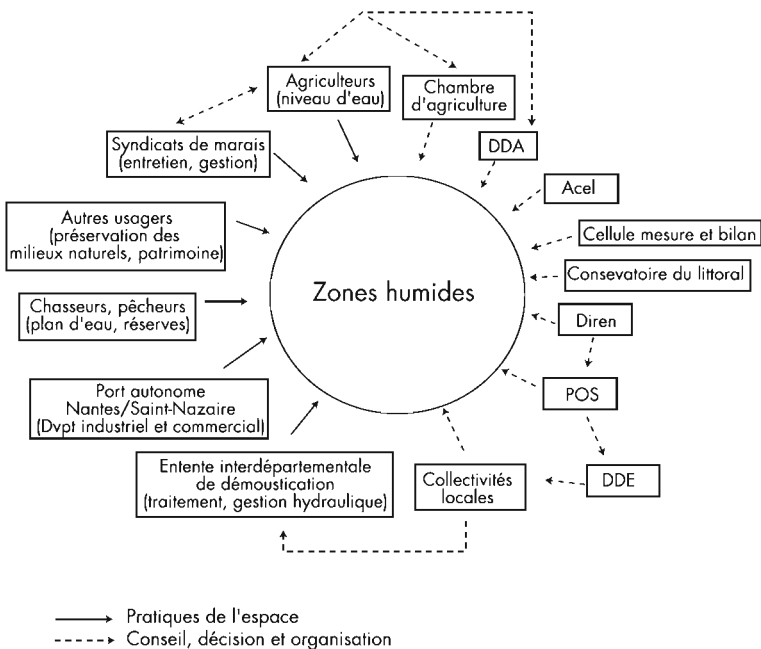 Agriculteurs
(niveau d'eau)
Chambre
d'agriculture
Syndicats de marais
(entretien, gestion)
DDA
Acel
Autres usagers
(préservation des
milieux naturels, patrimoine)
Cellule mesure et bilan
Consevatoire du littoral
Zones humides
Chasseurs, pêcheurs
(plan d'eau, réserves)
Diren
Port autonome
Nantes/Saint-Nazaire
(Dvpt industriel et commercial)
POS
Entente interdépartementale
de démoustication
(traitement, gestion hydraulique)
Collectivités
locales
DDE
Pratiques de l'espace
Conseil, décision et organisation